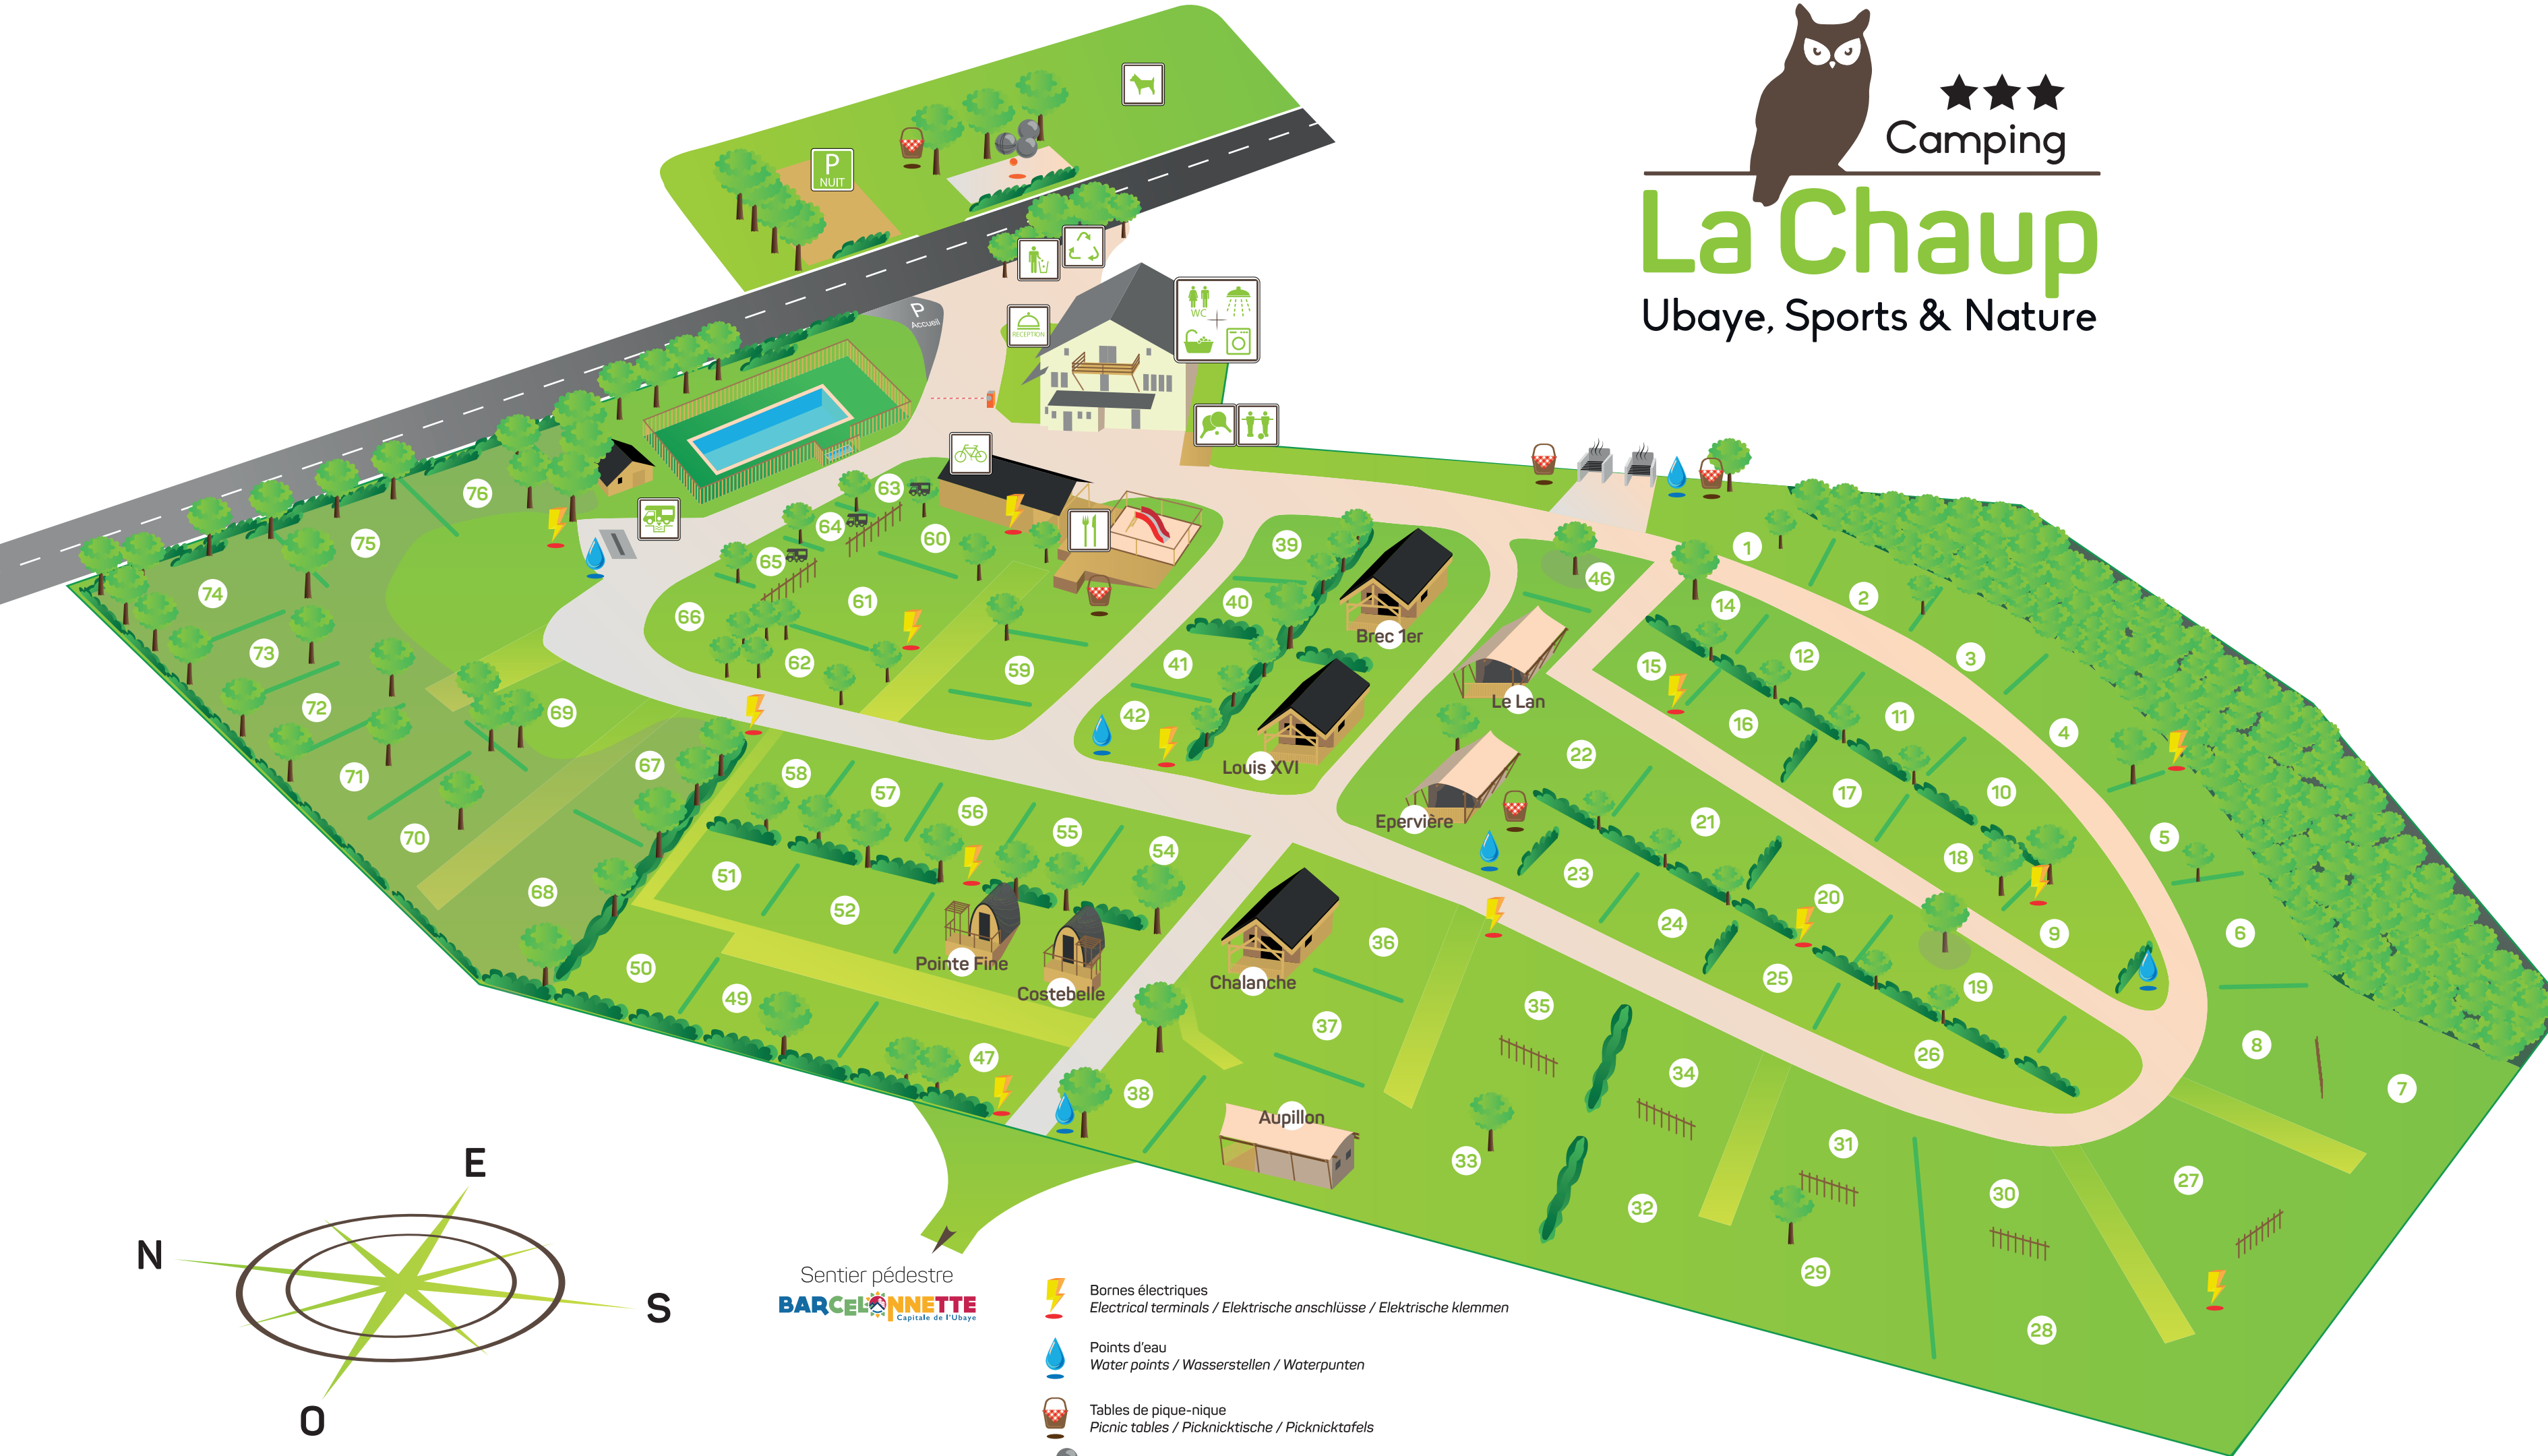 Camping
La Chaup
Ubaye, Sports & Nature
P
NUIT
P
Accueil
RECEPTION
WC
76
75
74
73
72
71
70
69
68
67
66
65
64
63
62
61
60
59
58
57
56
55
54
51
52
50
49
47
39
40
41
42
Brec 1er
Louis XVI
46
Le Lan
Epervière
Pointe Fine
Costebelle
Chalanche
Aupillon
1
2
3
4
5
6
7
8
9
10
11
12
14
15
16
17
18
19
20
21
22
23
24
25
26
27
28
29
30
31
32
33
34
35
36
37
38
N
E
S
O
Sentier pédestre
BARCELONNETTE
Capitale de l'Ubaye
Bornes électriques
Electrical terminals / Elektrische anschlüsse / Elektrische klemmen
Points d'eau
Water points / Wasserstellen / Waterpunten
Tables de pique-nique
Picnic tables / Picknicktische / Picknicktafels